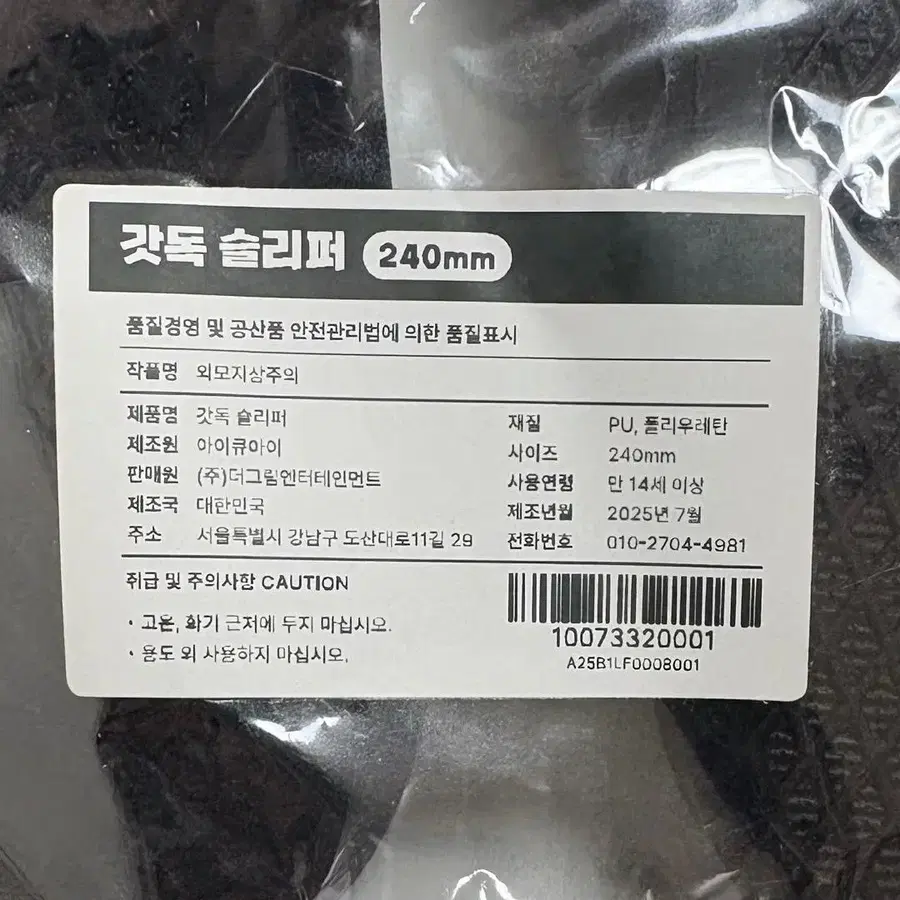 갓독 슬리퍼 240mm
품질경영 및 공산품 안전관리법에 의한 품질표시
작품명 외모지상주의
제품명 갓독 슬리퍼
제조원 아이큐아이
판매원 (주)더그림엔터테인먼트
제조국 대한민국
주소 서울특별시 강남구 도산대로11길 29
재질 PU, 폴리우레탄
사이즈 240mm
사용연령 만 14세 이상
제조년월 2025년 7월
전화번호 010-2704-4981
취급 및 주의사항 CAUTION
· 고온, 화기 근저에 두지 마십시오.
· 용도 외 사용하지 마십시오.
10073320001
A25B1LF0008001